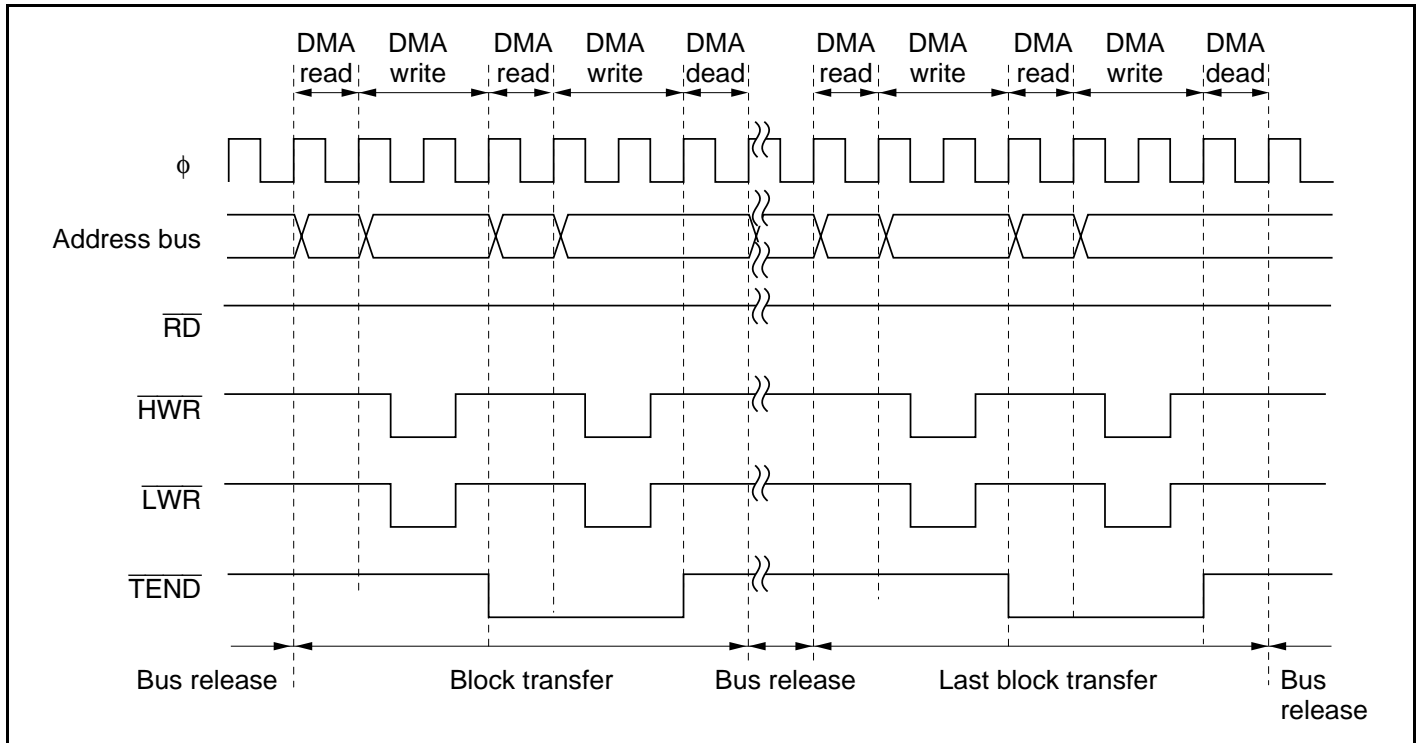 DMA read DMA write DMA read DMA write DMA dead DMA read DMA write DMA read DMA write DMA dead
φ
Address bus
RD
HWR
LWR
TEND
Bus release Block transfer Bus release Last block transfer Bus release